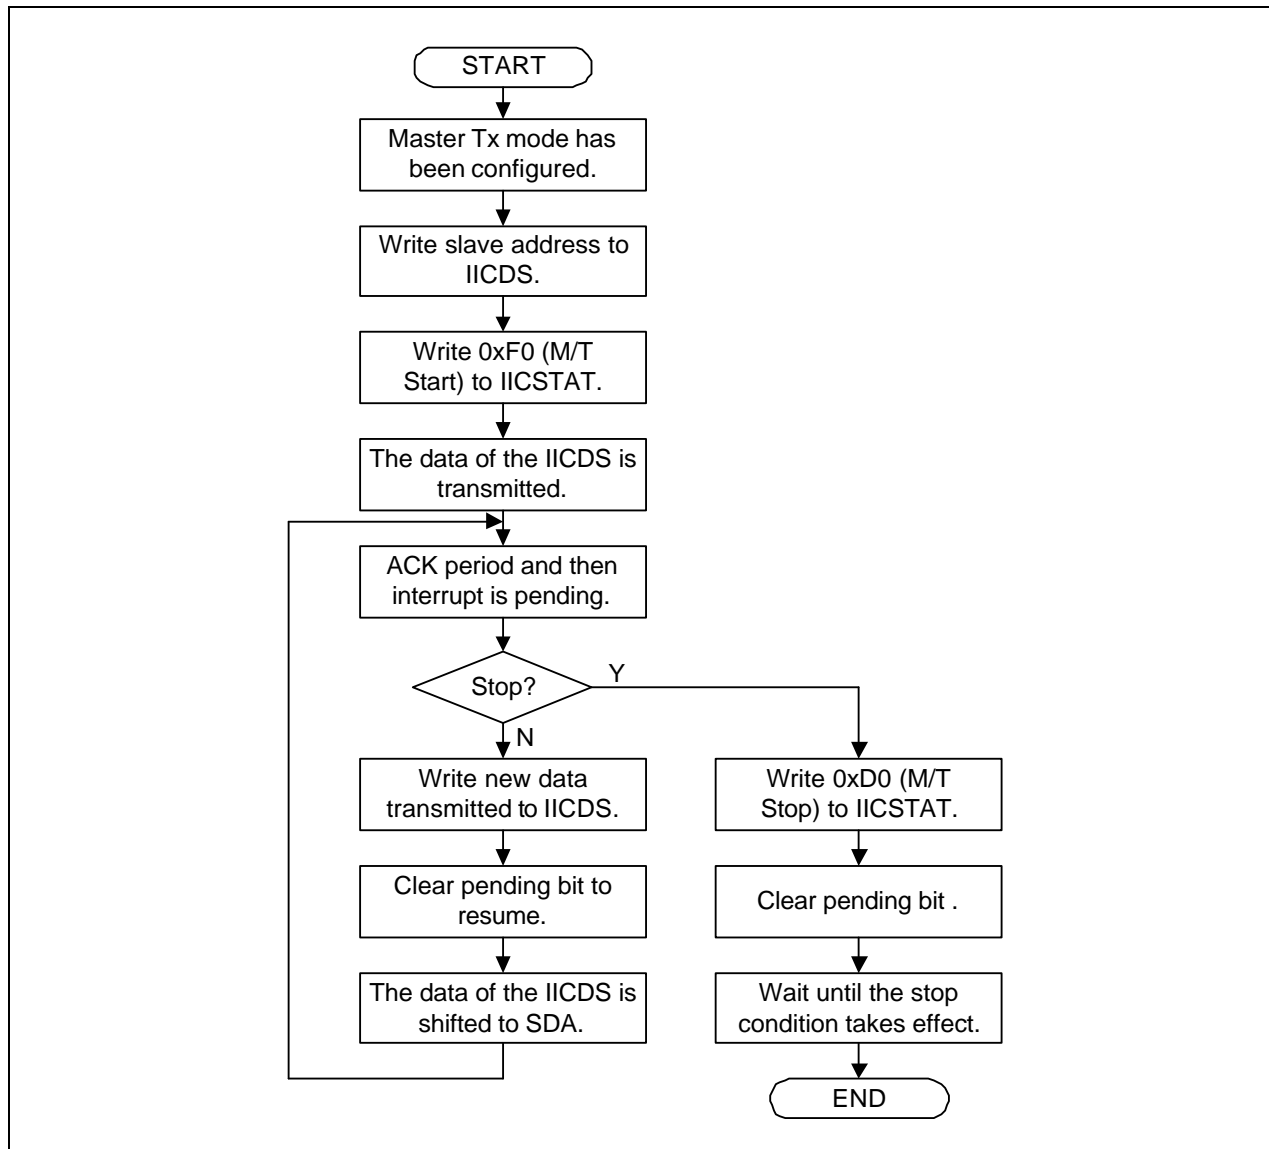 START
Master Tx mode has
been configured.
Write slave address to
IICDS.
Write 0xF0 (M/T
Start) to IICSTAT.
The data of the IICDS is
transmitted.
ACK period and then
interrupt is pending.
Stop?
Y
N
Write new data
transmitted to IICDS.
Clear pending bit to
resume.
The data of the IICDS is
shifted to SDA.
Write 0xD0 (M/T
Stop) to IICSTAT.
Clear pending bit .
Wait until the stop
condition takes effect.
END